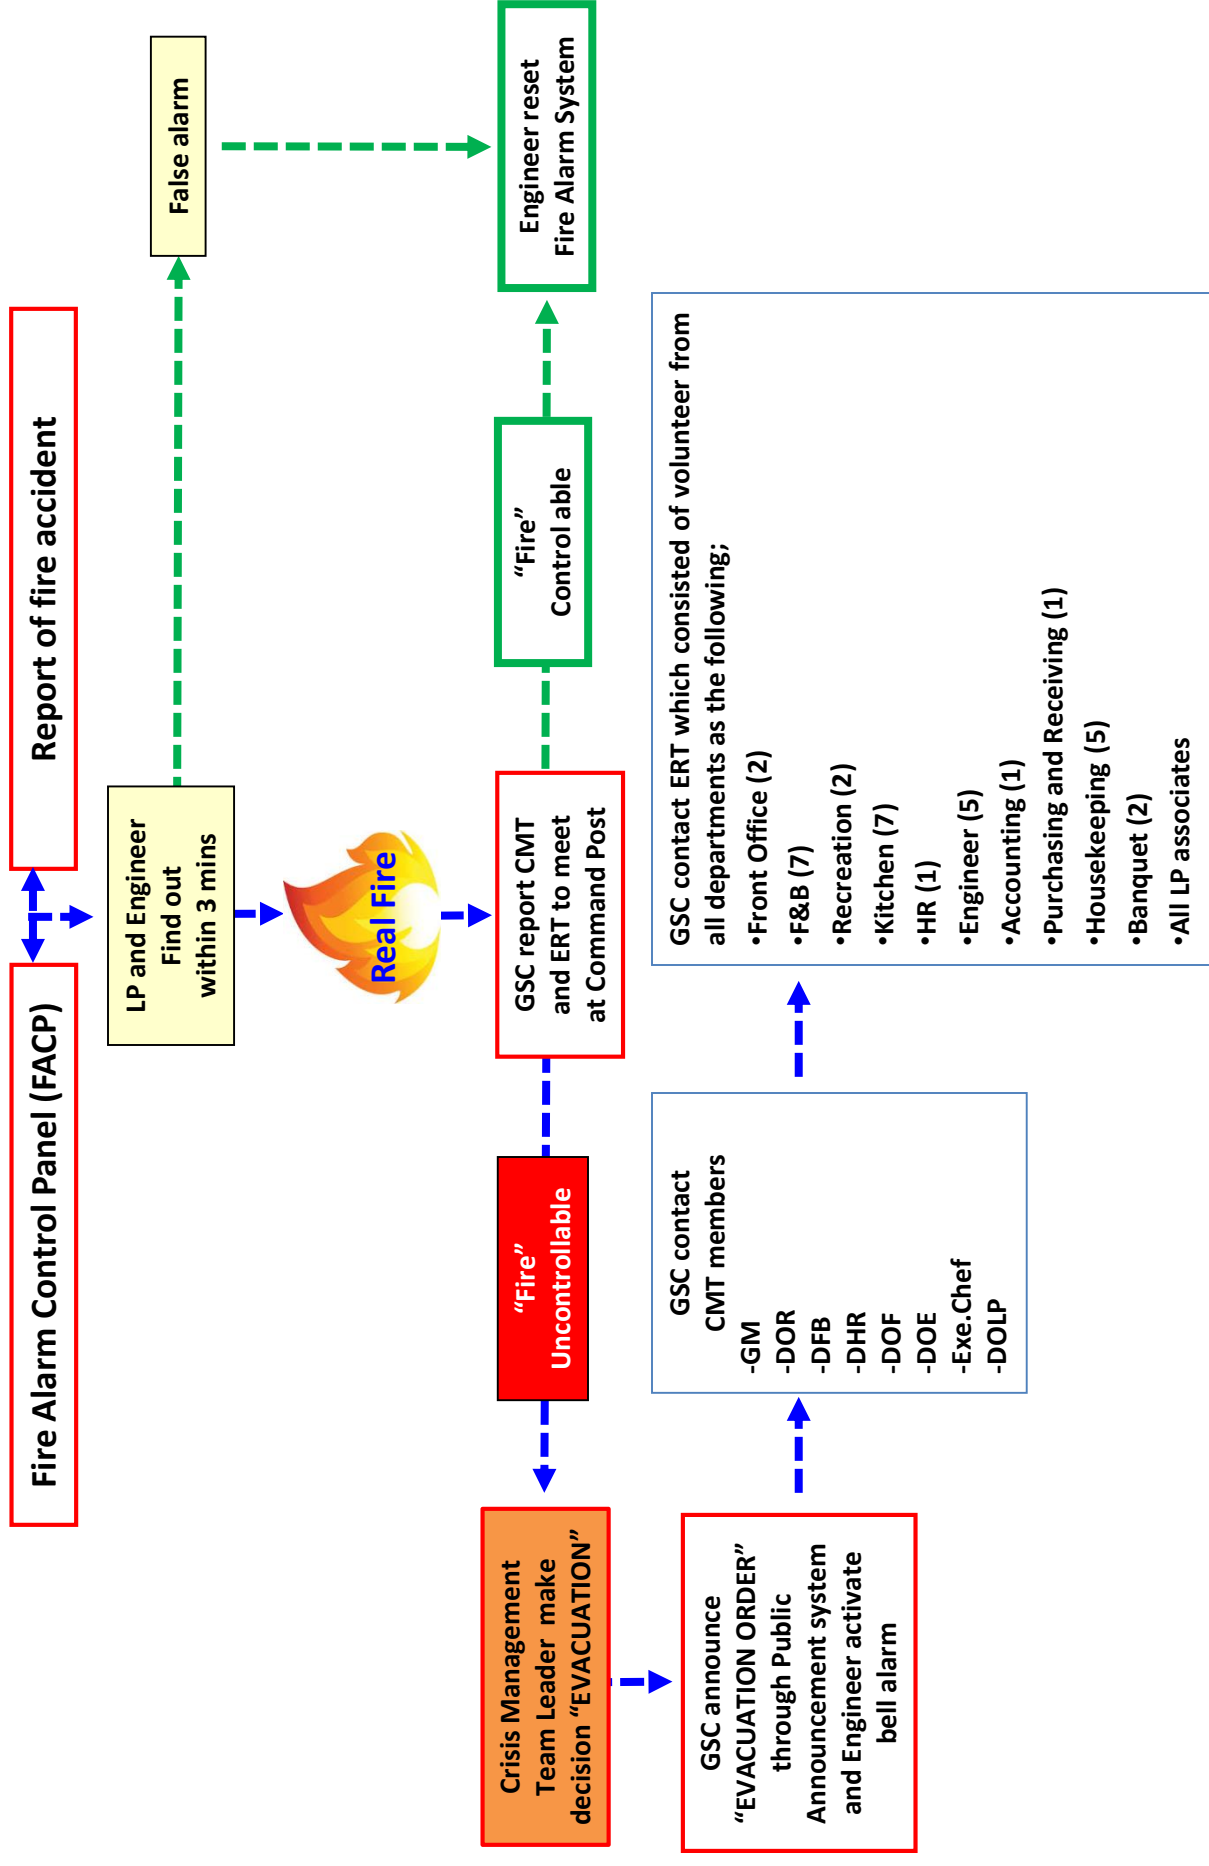 Fire Alarm Control Panel (FACP)
Report of fire accident
LP and Engineer
Find out
within 3 mins
False alarm
Real Fire
GSC report CMT
and ERT to meet
at Command Post
"Fire"
Control able
Engineer reset
Fire Alarm System
“Fire”
Uncontrollable
Crisis Management
Team Leader make
decision “EVACUATION”
GSC announce
“EVACUATION ORDER”
through Public
Announcement system
and Engineer activate
bell alarm
GSC contact
CMT members
-GM
-DOR
-DFB
-DHR
-DOF
-DOE
-Exe.Chef
-DOLP
GSC contact ERT which consisted of volunteer from
all departments as the following;
•Front Office (2)
•F&B (7)
•Recreation (2)
•Kitchen (7)
•HR (1)
•Engineer (5)
•Accounting (1)
•Purchasing and Receiving (1)
•Housekeeping (5)
•Banquet (2)
•All LP associates